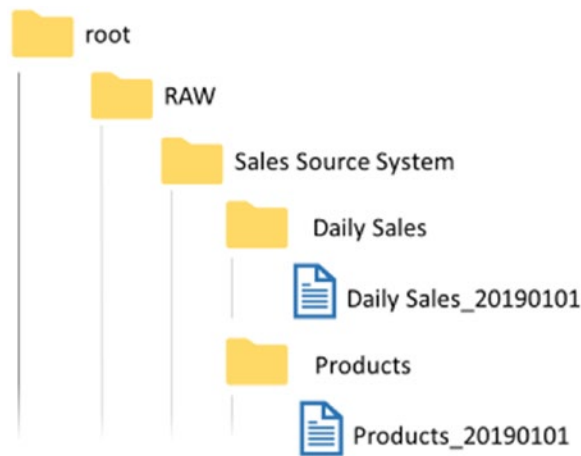 root
RAW
Sales Source System
Daily Sales
Daily Sales_20190101
Products
Products_20190101